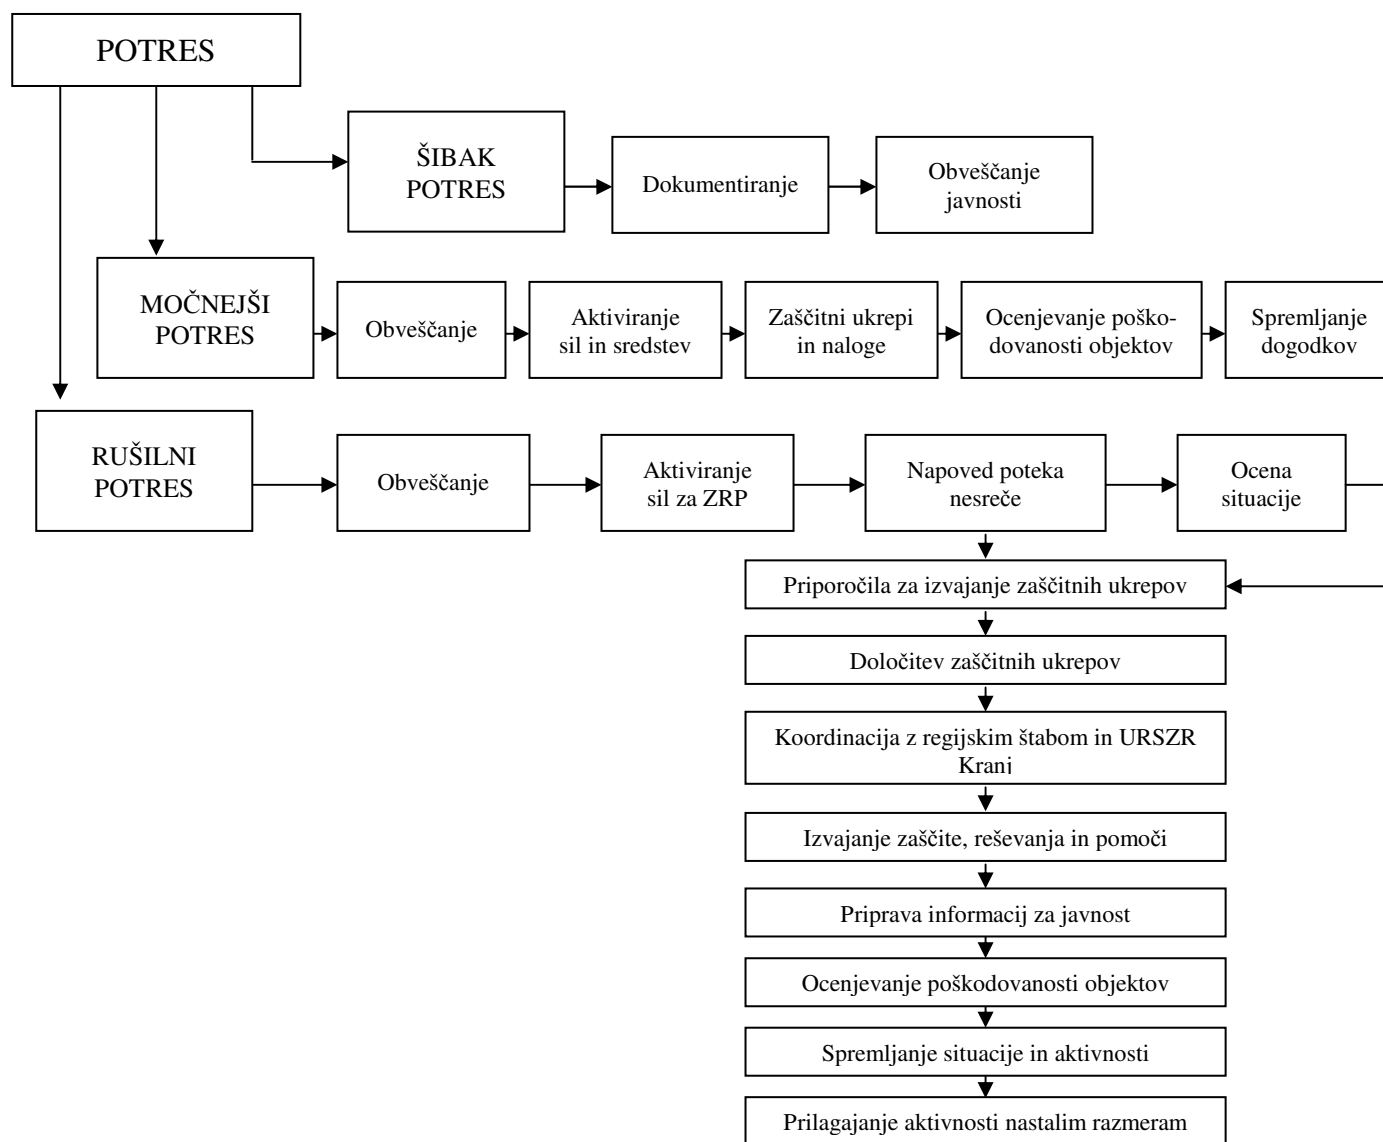 POTRES
ŠIBAK
POTRES
Dokumentiranje
Obveščanje
javnosti
MOČNEJŠI
POTRES
Obveščanje
Aktiviranje
sil in sredstev
Zaščitni ukrepi
in naloge
Ocenjevanje poško-
dovanosti objektov
Spremljanje
dogodkov
RUŠILNI
POTRES
Obveščanje
Aktiviranje
sil za ZRP
Napoved poteka
nesreče
Ocena
situacije
Priporočila za izvajanje zaščitnih ukrepov
Določitev zaščitnih ukrepov
Koordinacija z regijskim štabom in URSZR
Kranj
Izvajanje zaščite, reševanja in pomoči
Priprava informacij za javnost
Ocenjevanje poškodovanosti objektov
Spremljanje situacije in aktivnosti
Prilagajanje aktivnosti nastalim razmeram